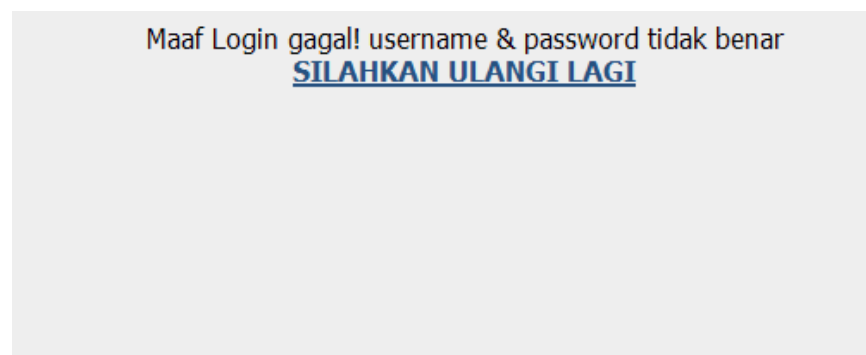 Maaf Login gagal! username & password tidak benar
SILAHKAN ULANGI LAGI